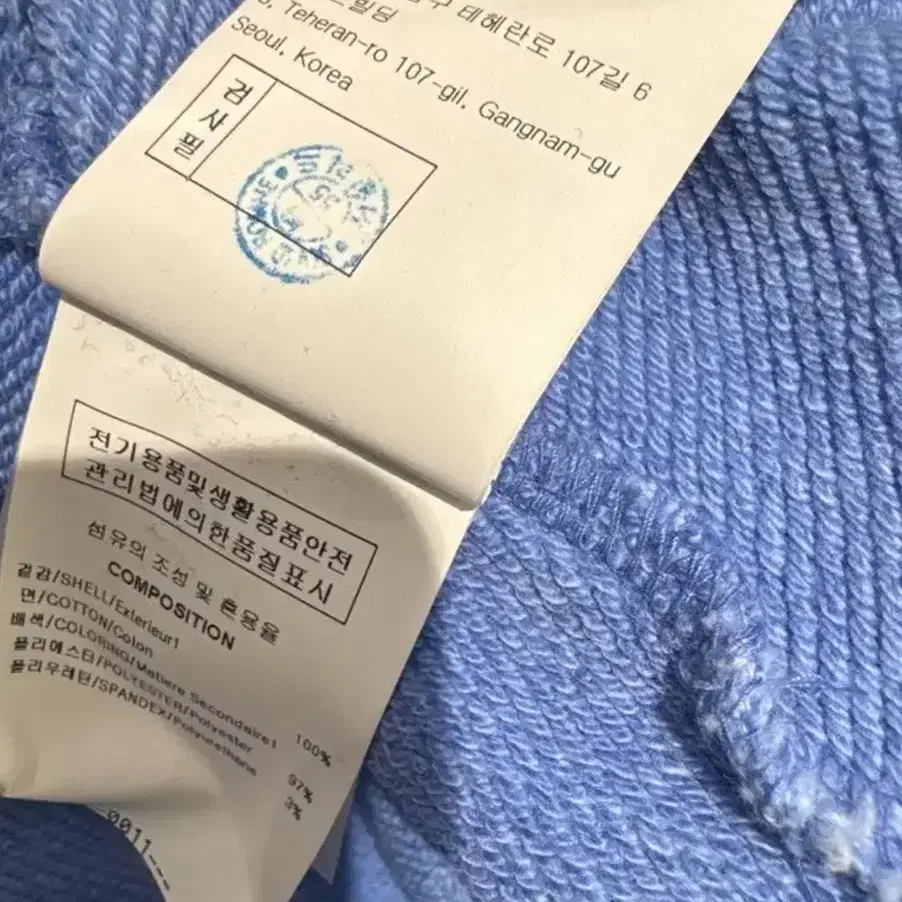 구 테헤란로 107길 6
빌딩
Teheran-ro 107-gil, Gangnam-gu
Seoul, Korea
검사필
전기용품및생활용품안전
관리법에의한품질표시
섬유의 조성 및 혼용율
COMPOSITION
겉감/SHELL/Exterieur1
면/COTTON/Coton 100%
배색/COLORING/Matiere Secondaire1
폴리에스터/POLYESTER/Polyester 97%
폴리우레탄/SPANDEX/Polyurethane 3%
0011---